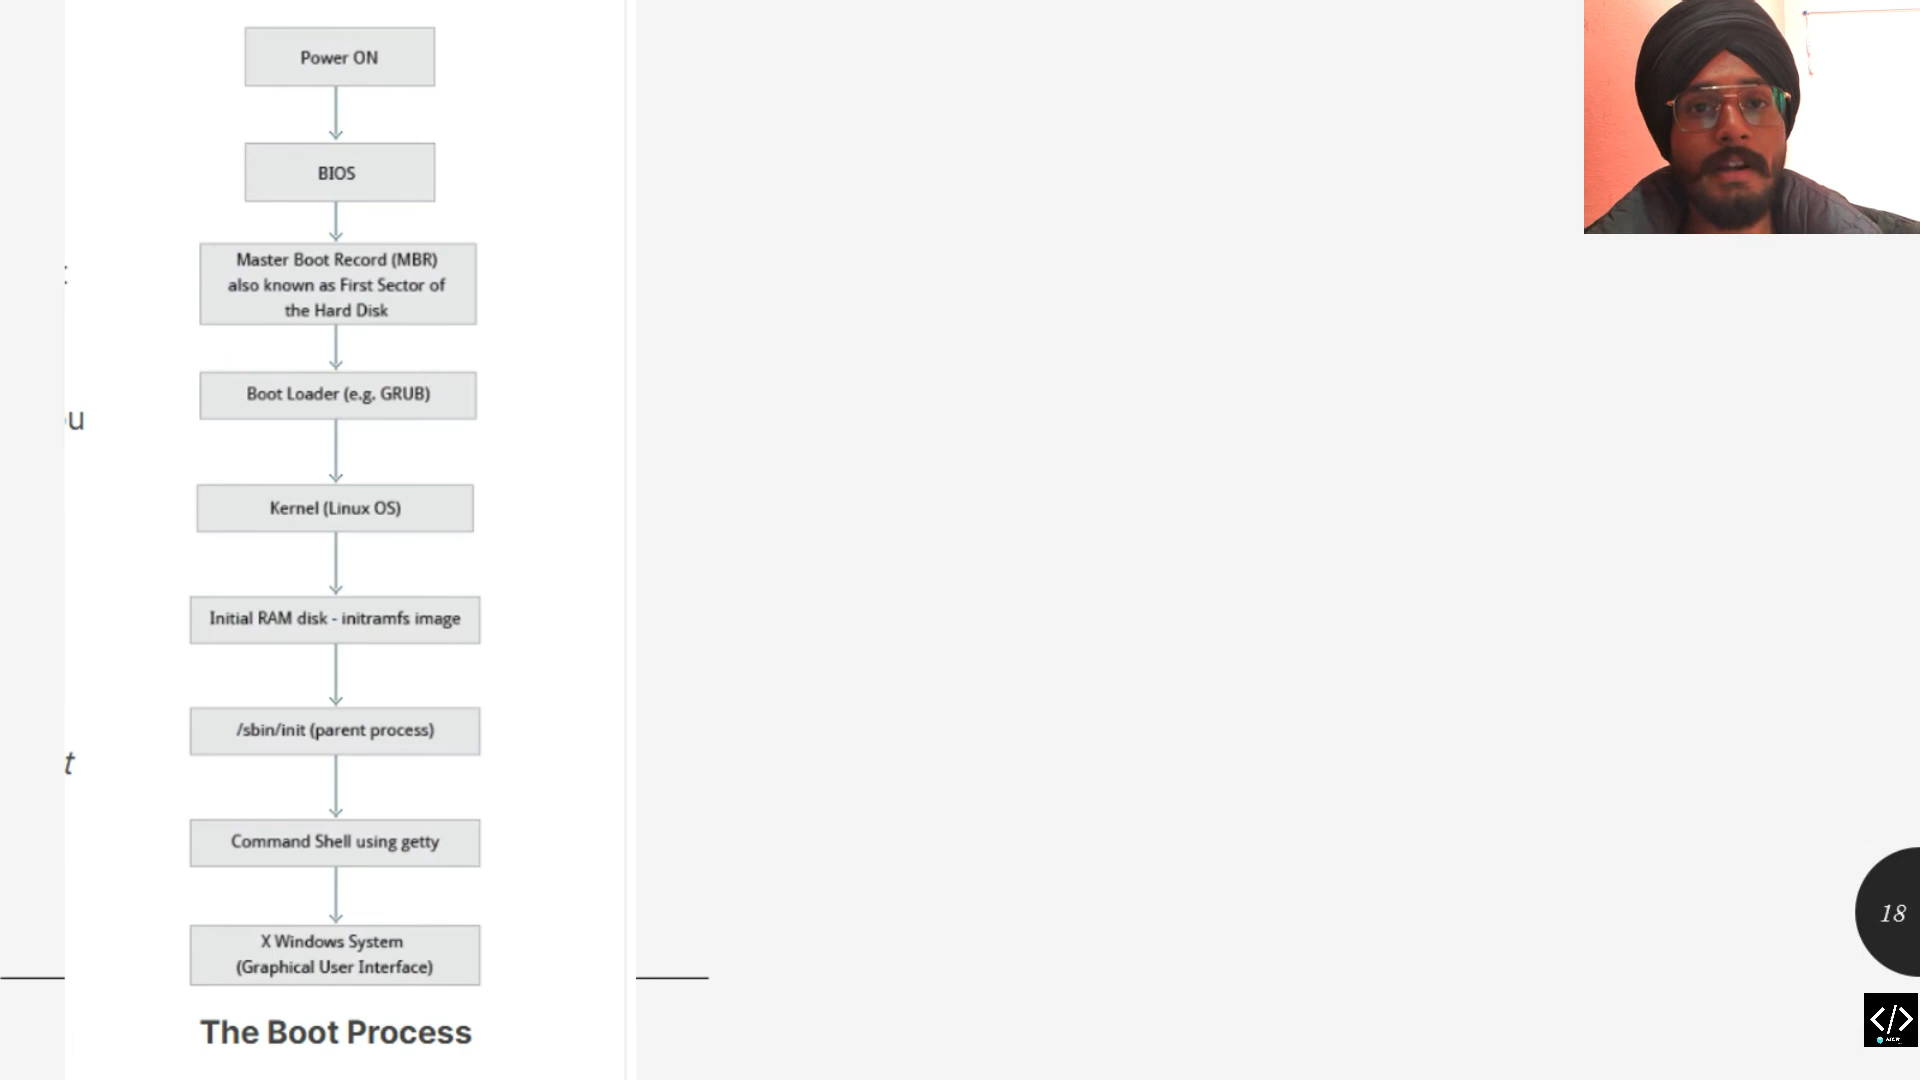 Power ON
BIOS
Master Boot Record (MBR)
also known as First Sector of
the Hard Disk
Boot Loader (e.g. GRUB)
ou
Kernel (Linux OS)
Initial RAM disk - initramfs image
/sbin/init (parent process)
t
Command Shell using getty
X Windows System
(Graphical User Interface)
The Boot Process
18
</>